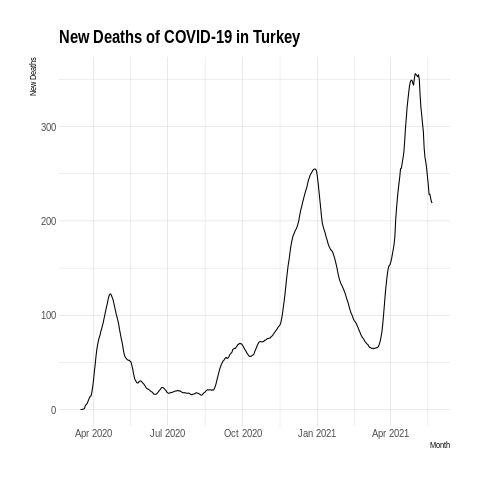 New Deaths of COVID-19 in Turkey
New Deaths
300
200
100
0
Apr 2020 Jul 2020 Oct 2020 Jan 2021 Apr 2021
Month